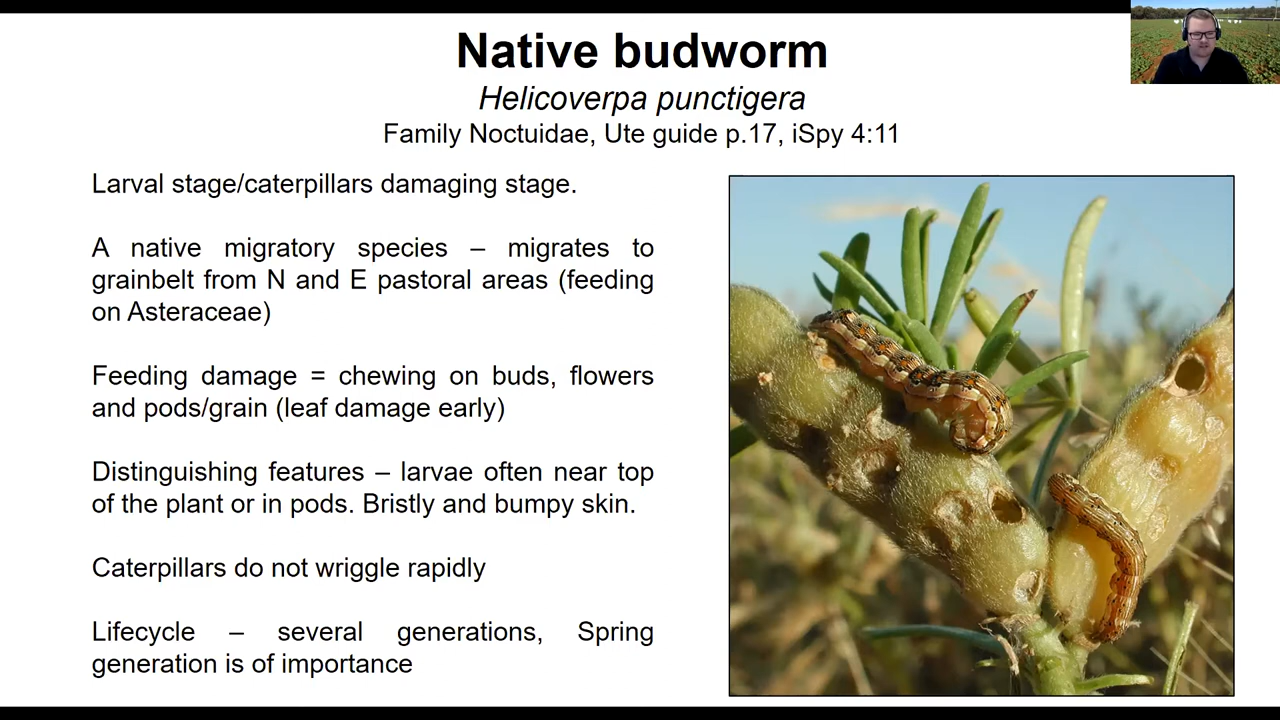 Native budworm
Helicoverpa punctigera
Family Noctuidae, Ute guide p.17, iSpy 4:11
Larval stage/caterpillars damaging stage.
A native migratory species – migrates to
grainbelt from N and E pastoral areas (feeding
on Asteraceae)
Feeding damage = chewing on buds, flowers
and pods/grain (leaf damage early)
Distinguishing features – larvae often near top
of the plant or in pods. Bristly and bumpy skin.
Caterpillars do not wriggle rapidly
Lifecycle – several generations, Spring
generation is of importance